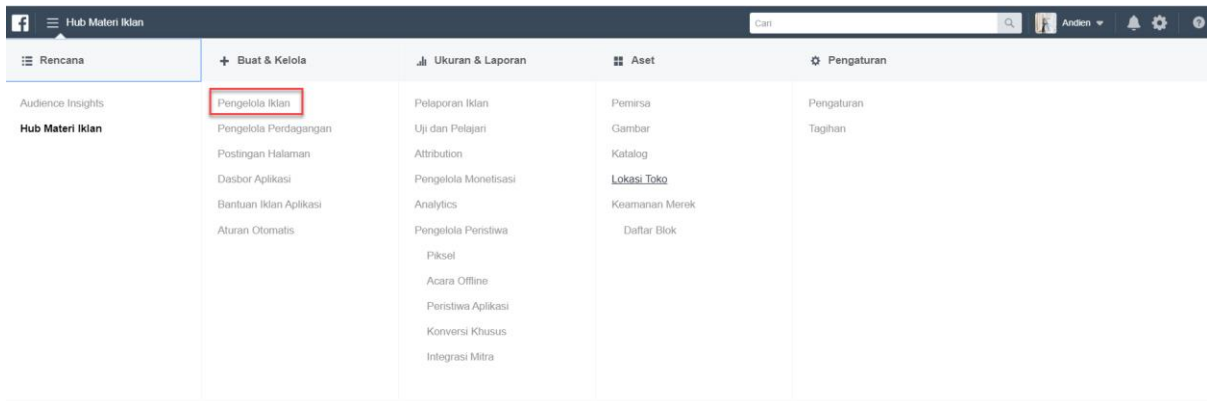 Hub Materi Iklan
Cari
Andien
Rencana
Audience Insights
Hub Materi Iklan
Buat & Kelola
Pengelola Iklan
Pengelola Perdagangan
Postingan Halaman
Dasbor Aplikasi
Bantuan Iklan Aplikasi
Aturan Otomatis
Ukuran & Laporan
Pelaporan Iklan
Uji dan Pelajari
Attribution
Pengelola Monetisasi
Analytics
Pengelola Peristiwa
Piksel
Acara Offline
Peristiwa Aplikasi
Konversi Khusus
Integrasi Mitra
Aset
Pemirsa
Gambar
Katalog
Lokasi Toko
Keamanan Merek
Daftar Blok
Pengaturan
Pengaturan
Tagihan